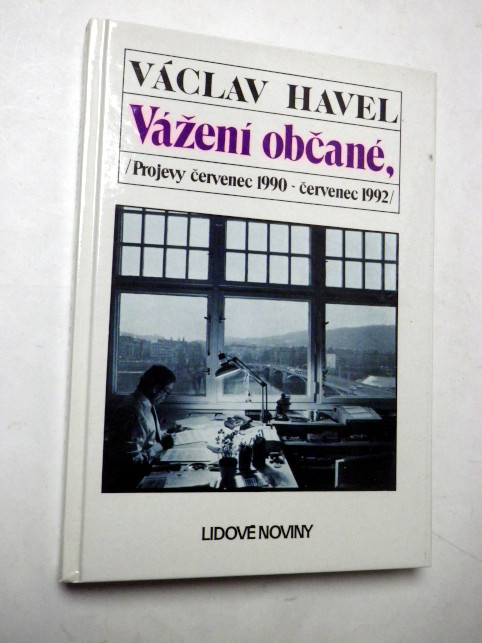 VÁCLAV HAVEL
Vážení občané,
/Projevy červenec 1990 - červenec 1992/
LIDOVÉ NOVINY